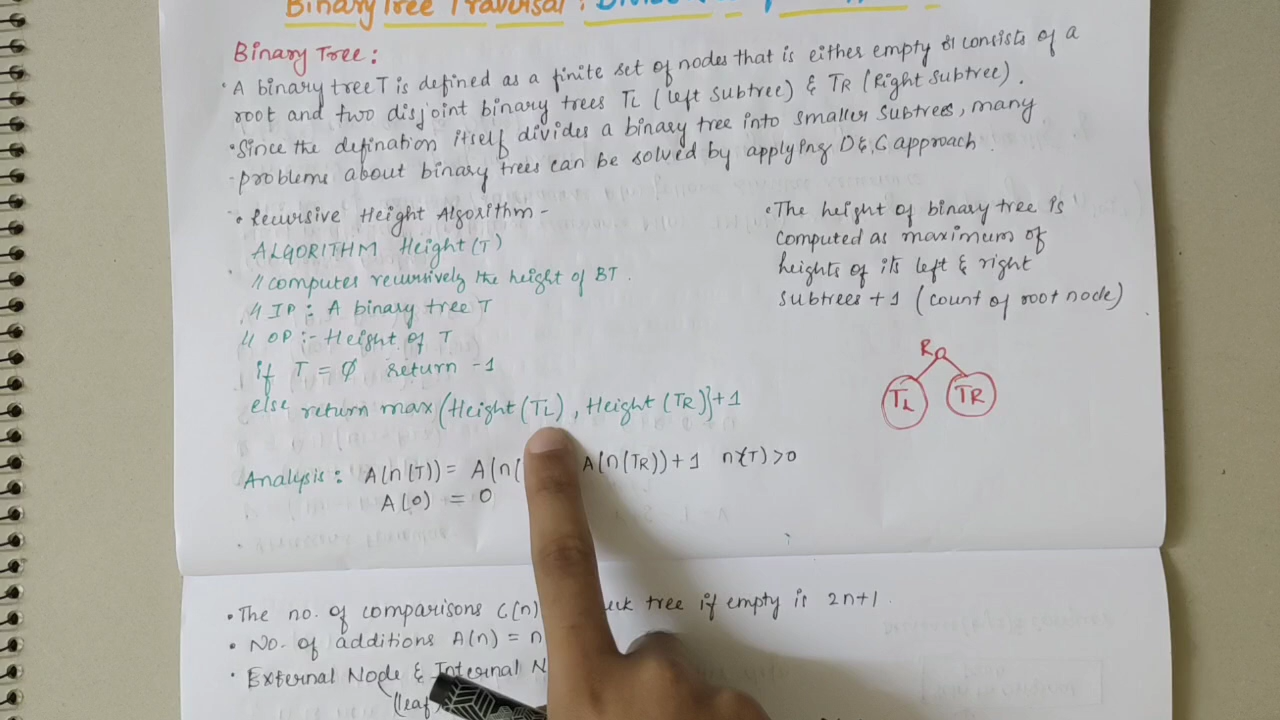 Binary Tree Traversal :
Binary Tree :
• A binary tree T is defined as a finite set of nodes that is either empty or consists of a
root and two disjoint binary trees TL (left subtree) & TR (Right subtree).
• Since the defination itself divides a binary tree into smaller subtrees, many
problems about binary trees can be solved by applying D&C approach.
• Recursive Height Algorithm -
ALGORITHM Height (T)
// computes recursively the height of BT.
// IP : A binary tree T
// OP :- Height of T
if T = ∅ return -1
else return max {Height (TL), Height (TR)} +1
• The height of binary tree is
computed as maximum of
heights of its left & right
subtrees +1 (count of root node)
R
TL TR
Analysis : A(n(T)) = A(n( A(n(TR)) + 1 n(T) > 0
A(0) = 0
• The no. of comparisons C(n) tree if empty is 2n+1.
• No. of additions A(n) = n
• External Node & Internal N
(leaf)